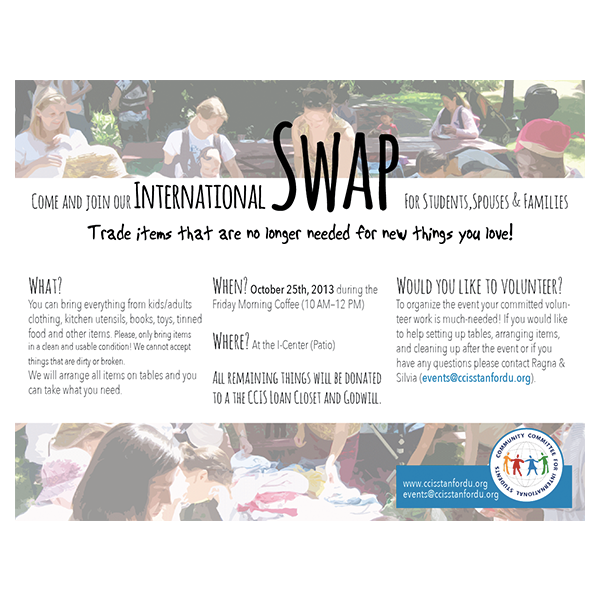 Come and join our International Swap For Students, Spouses & Families
Trade items that are no longer needed for new things you love!
What?
You can bring everything from kids/adults
clothing, kitchen utensils, books, toys, tinned
food and other items. Please, only bring items
in a clean and usable condition! We cannot accept
things that are dirty or broken.
We will arrange all items on tables and you
can take what you need.
When? October 25th, 2013 during the
Friday Morning Coffee (10 AM–12 PM)
Where? At the I-Center (Patio)
All remaining things will be donated
to a the CCIS Loan Closet and Godwill.
Would you like to volunteer?
To organize the event your committed volun-
teer work is much-needed! If you would like
to help setting up tables, arranging items,
and cleaning up after the event or if you
have any questions please contact Ragna &
Silvia (events@ccisstanfordu.org).
www.ccisstanfordu.org
events@ccisstanfordu.org
COMMUNITY COMMITTEE FOR INTERNATIONAL STUDENTS